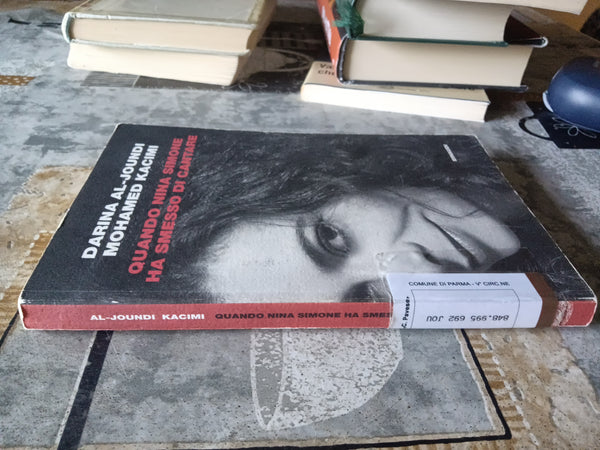 DARINA AL-JOUNDI
MOHAMED KACIMI
QUANDO NINA SIMONE
HA SMESSO DI CANTARE
AL-JOUNDI KACIMI QUANDO NINA SIMONE HA SMES
COMUNE DI PARMA - V° CIRC.NE
.C. Pavese
848.995 692 JOU